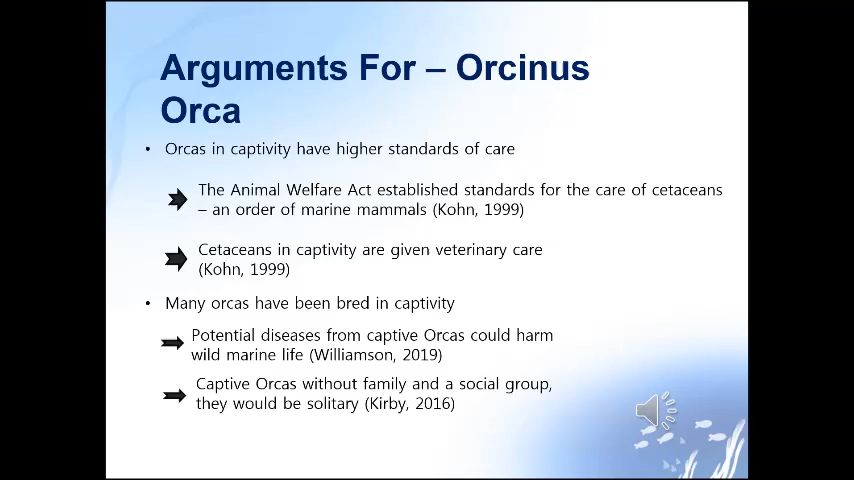 Arguments For – Orcinus
Orca
• Orcas in captivity have higher standards of care
The Animal Welfare Act established standards for the care of cetaceans
– an order of marine mammals (Kohn, 1999)
Cetaceans in captivity are given veterinary care
(Kohn, 1999)
• Many orcas have been bred in captivity
Potential diseases from captive Orcas could harm
wild marine life (Williamson, 2019)
Captive Orcas without family and a social group,
they would be solitary (Kirby, 2016)